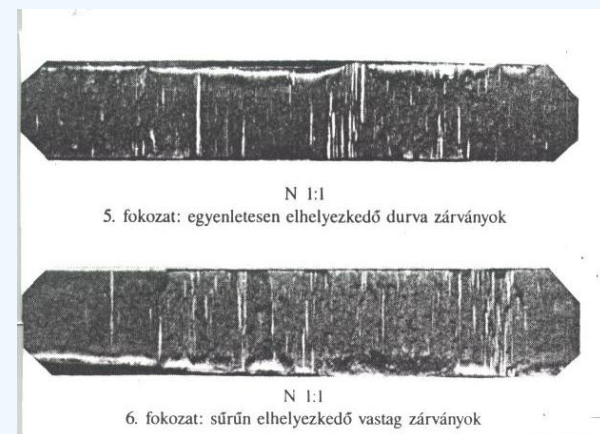 N 1:1
5. fokozat: egyenletesen elhelyezkedő durva zárványok
N 1:1
6. fokozat: sűrűn elhelyezkedő vastag zárványok